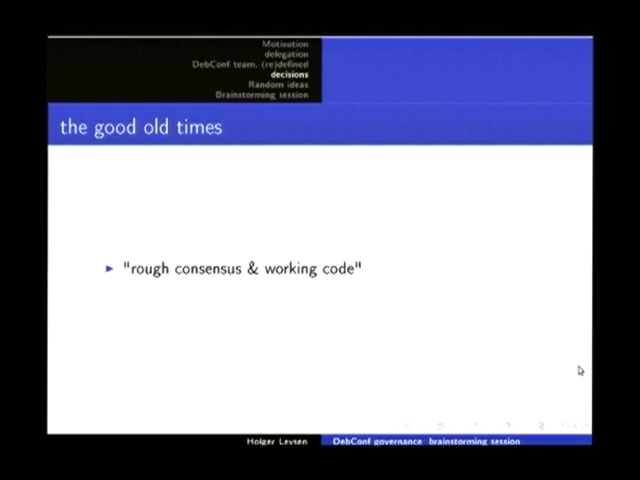 Motivation
delegation
DebConf team, (re)defined
decisions
Random ideas
Brainstorming session
the good old times
"rough consensus & working code"
Holger Levsen
DebConf governance brainstorming session